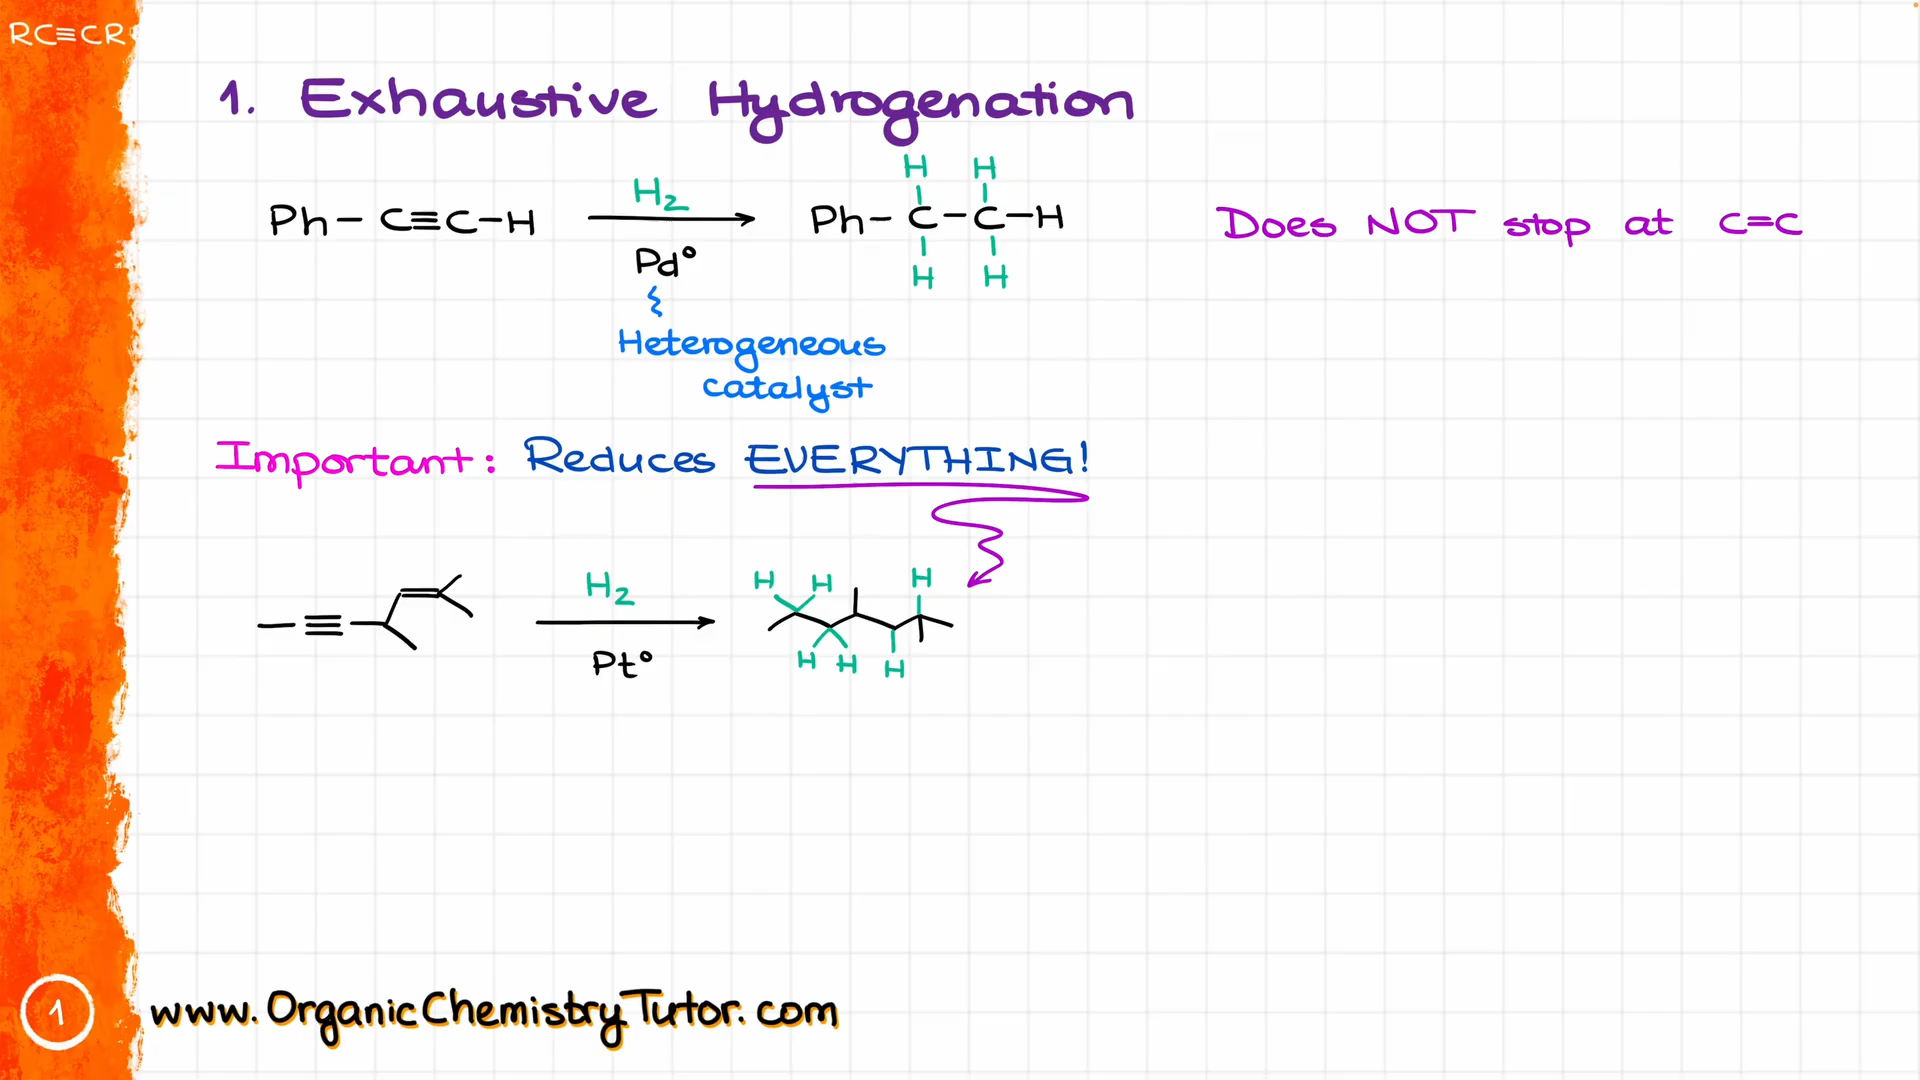 RC≡CR
1. Exhaustive Hydrogenation
H H
Ph-C≡C-H H₂ Ph-C-C-H Does NOT stop at C=C
Pd° H H
Heterogeneous
catalyst
Important: Reduces EVERYTHING!
H₂ H H H
Pt° H H H
1 www.OrganicChemistryTutor.com